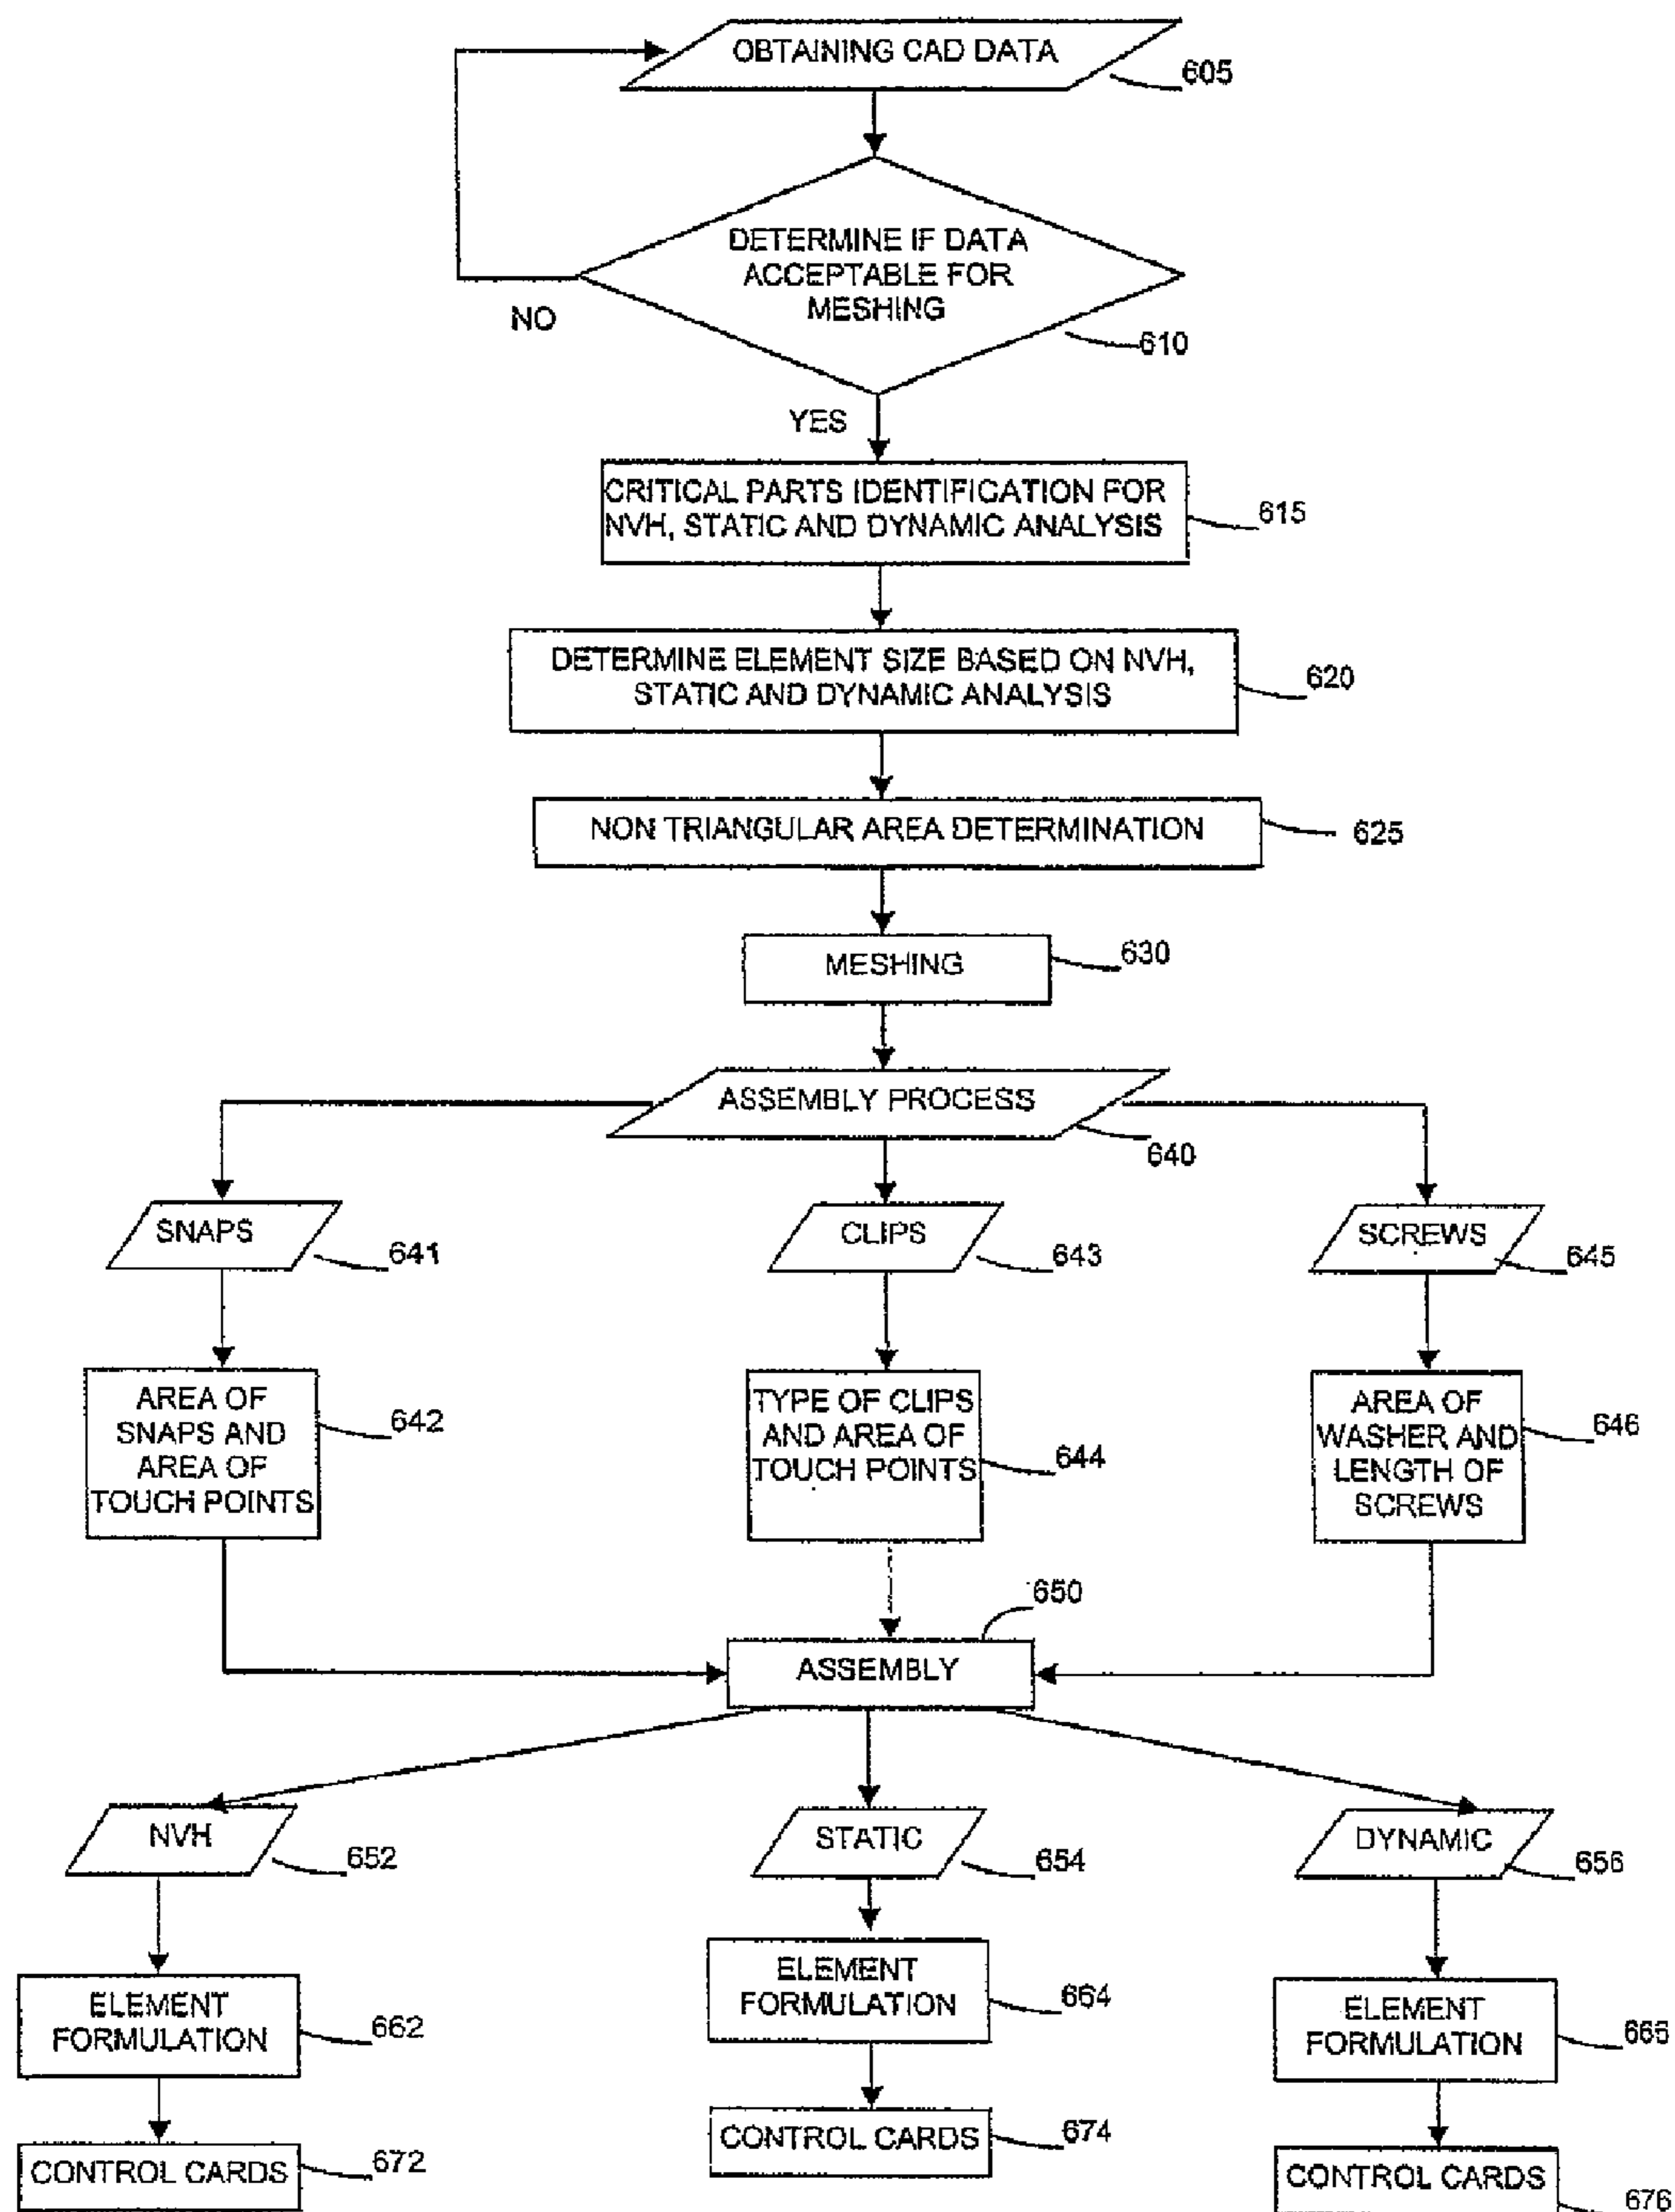 OBTAINING CAD DATA
605
DETERMINE IF DATA
ACCEPTABLE FOR
MESHING
610
NO
YES
CRITICAL PARTS IDENTIFICATION FOR
NVH, STATIC AND DYNAMIC ANALYSIS
615
DETERMINE ELEMENT SIZE BASED ON NVH,
STATIC AND DYNAMIC ANALYSIS
620
NON TRIANGULAR AREA DETERMINATION
625
MESHING
630
ASSEMBLY PROCESS
640
SNAPS
641
CLIPS
643
SCREWS
645
AREA OF
SNAPS AND
AREA OF
TOUCH POINTS
642
TYPE OF CLIPS
AND AREA OF
TOUCH POINTS
644
AREA OF
WASHER AND
LENGTH OF
SCREWS
646
650
ASSEMBLY
NVH
652
STATIC
654
DYNAMIC
656
ELEMENT
FORMULATION
662
ELEMENT
FORMULATION
664
ELEMENT
FORMULATION
666
CONTROL CARDS
672
CONTROL CARDS
674
CONTROL CARDS
676